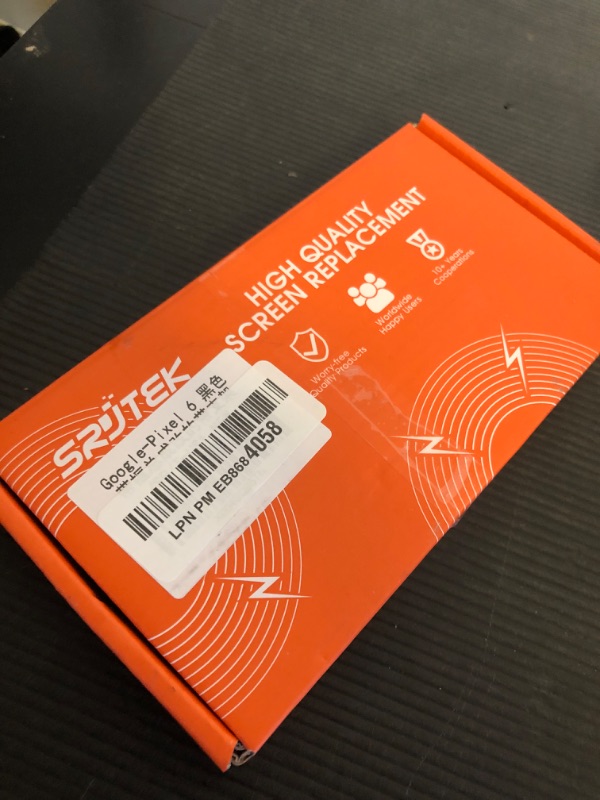 HIGH QUALITY
SCREEN REPLACEMENT
Worry-free
Quality Products
Worldwide
Happy Users
10+ Years
Cooperations
SRJTEK
Google-Pixel 6 黑色
LPN PM EB8684058